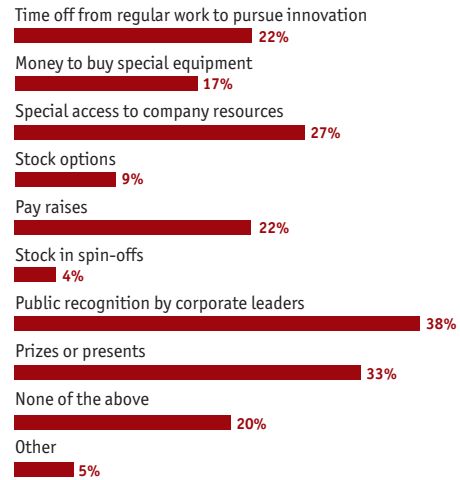 Time off from regular work to pursue innovation
22%
Money to buy special equipment
17%
Special access to company resources
27%
Stock options
9%
Pay raises
22%
Stock in spin-offs
4%
Public recognition by corporate leaders
38%
Prizes or presents
33%
None of the above
20%
Other
5%